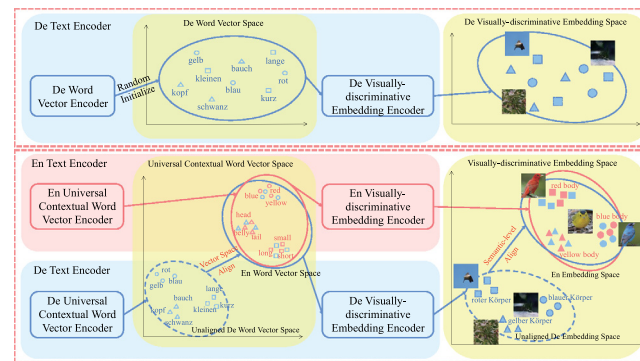 De Text Encoder
De Word Vector Space
De Visually-discriminative Embedding Space
De Word
Vector Encoder
Random
Initialize
gelb
lange
bauch
kleinen
rot
kopf
blau
kurz
schwanz
De Visually-
discriminative
Embedding Encoder
En Text Encoder
Universal Contextual Word Vector Space
Visually-discriminative Embedding Space
En Universal
Contextual Word
Vector Encoder
blue
red
yellow
head
belly
tail
small
long
short
En Word Vector Space
En Visually-
discriminative
Embedding Encoder
red body
blue body
yellow body
En Embedding Space
Vector Space
Align
Semantic-level
Align
De Text Encoder
De Universal
Contextual Word
Vector Encoder
rot
gelb
blau
bauch
lange
kopf
kleinen
kurz
schwanz
Unaligned De Word Vector Space
De Visually-
discriminative
Embedding Encoder
roter Körper
blauer Körper
gelber Körper
Unaligned De Embedding Space